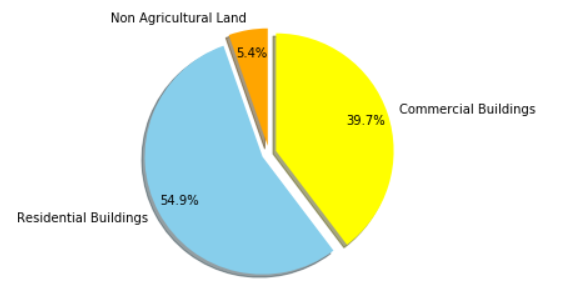 Non Agricultural Land
5.4%
39.7%
Commercial Buildings
54.9%
Residential Buildings